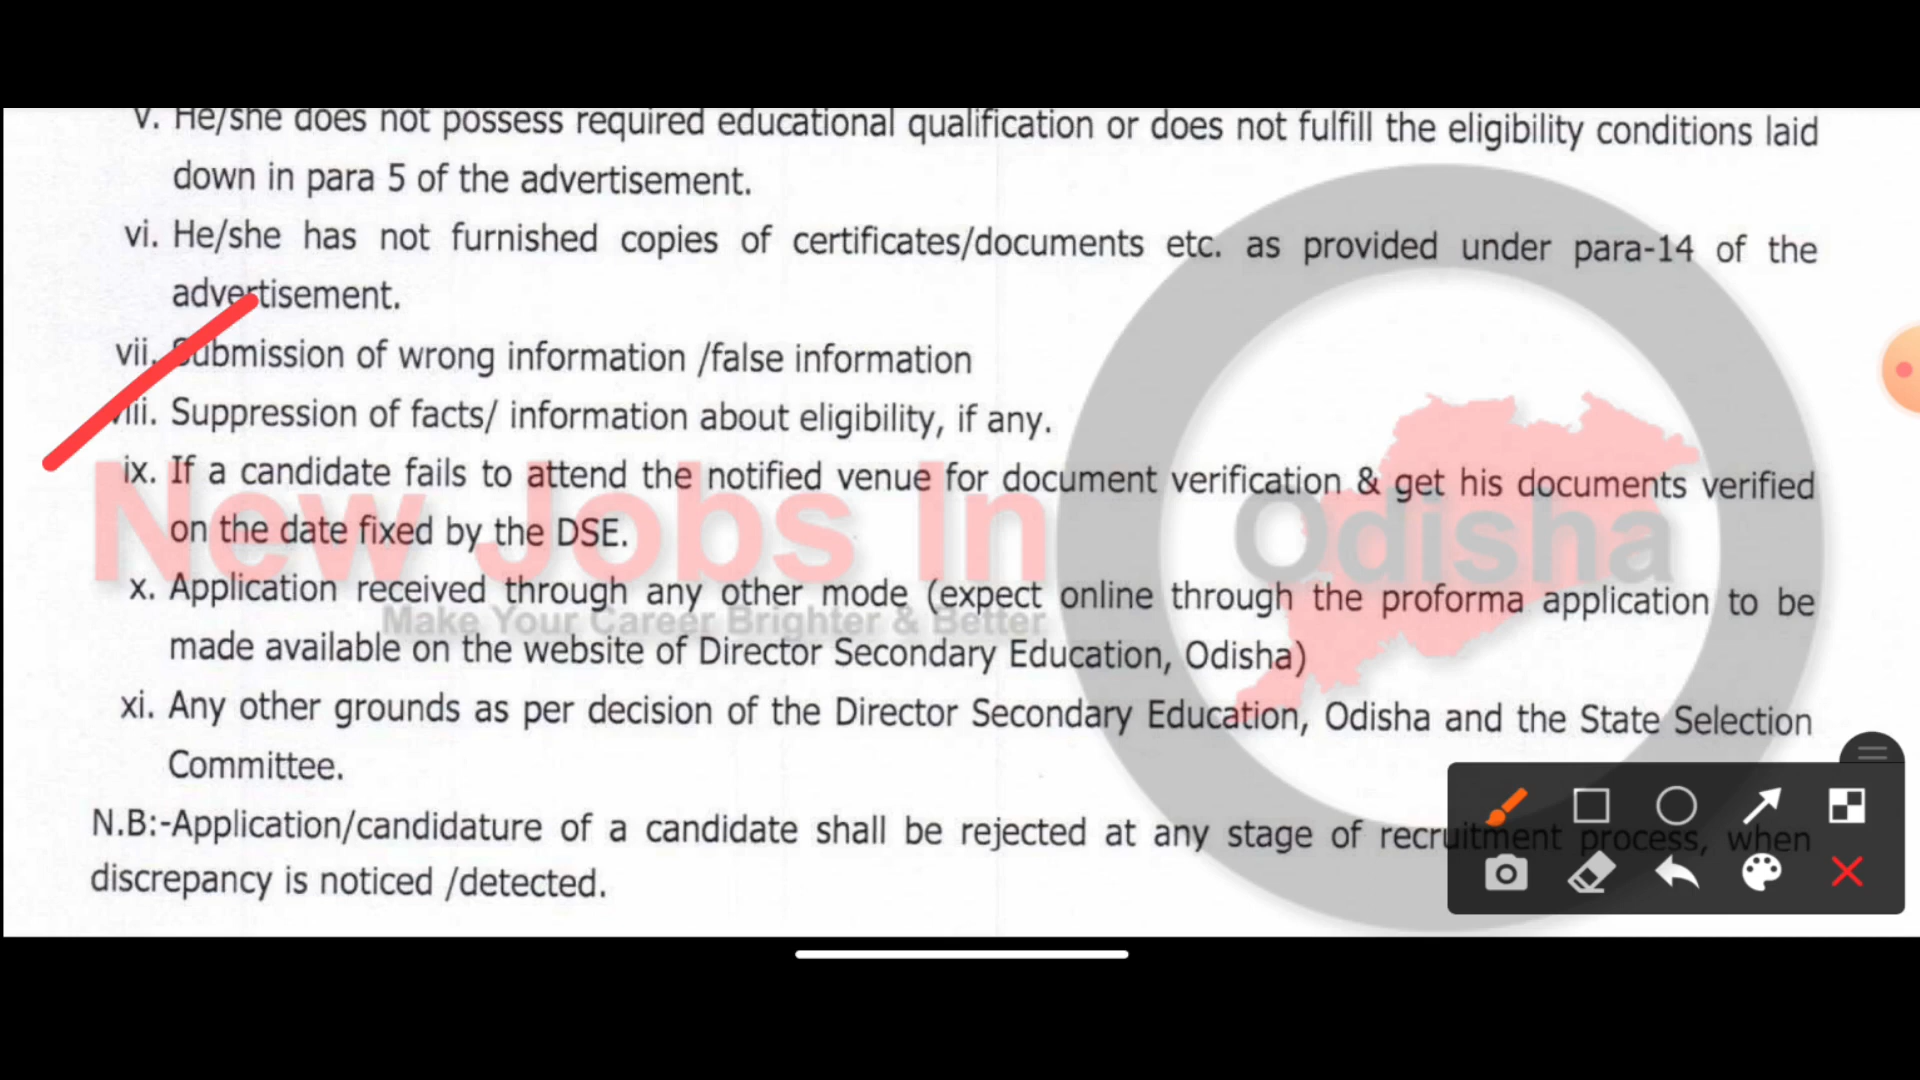 v. He/she does not possess required educational qualification or does not fulfill the eligibility conditions laid
down in para 5 of the advertisement.
vi. He/she has not furnished copies of certificates/documents etc. as provided under para-14 of the
advertisement.
vii. Submission of wrong information /false information
viii. Suppression of facts/ information about eligibility, if any.
ix. If a candidate fails to attend the notified venue for document verification & get his documents verified
on the date fixed by the DSE.
New Jobs In Odisha
x. Application received through any other mode (expect online through the proforma application to be
Make Your Career Brighter & Better
made available on the website of Director Secondary Education, Odisha)
xi. Any other grounds as per decision of the Director Secondary Education, Odisha and the State Selection
Committee.
N.B:-Application/candidature of a candidate shall be rejected at any stage of recruitment process, when
discrepancy is noticed /detected.